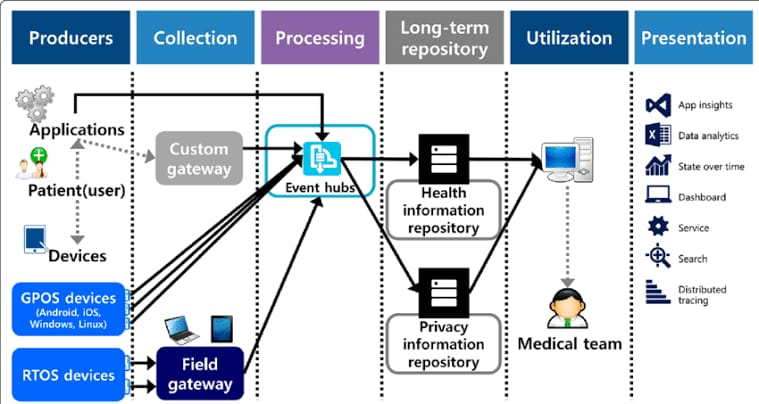 Producers
Collection
Processing
Long-term
repository
Utilization
Presentation
Applications
Patient(user)
Devices
GPOS devices
(Android, iOS,
Windows, Linux)
RTOS devices
Custom
gateway
Field
gateway
Event hubs
Health
information
repository
Privacy
information
repository
Medical team
App insights
Data analytics
State over time
Dashboard
Service
Search
Distributed
tracing